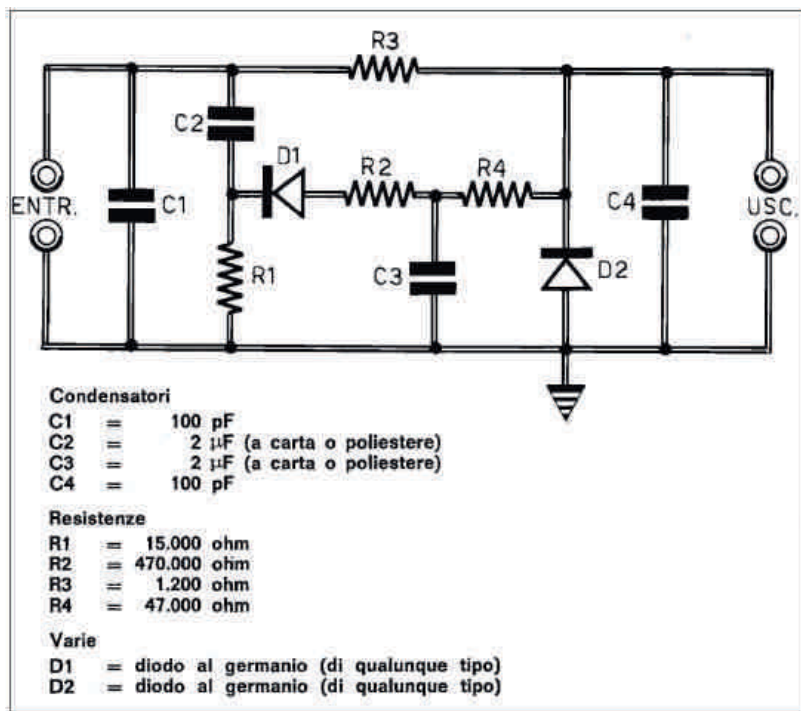 R3
C2
D1
R2
R4
ENTR.
C1
C4
USC.
R1
C3
D2
Condensatori
C1 = 100 pF
C2 = 2 µF (a carta o poliestere)
C3 = 2 µF (a carta o poliestere)
C4 = 100 pF
Resistenze
R1 = 15.000 ohm
R2 = 470.000 ohm
R3 = 1.200 ohm
R4 = 47.000 ohm
Varie
D1 = diodo al germanio (di qualunque tipo)
D2 = diodo al germanio (di qualunque tipo)